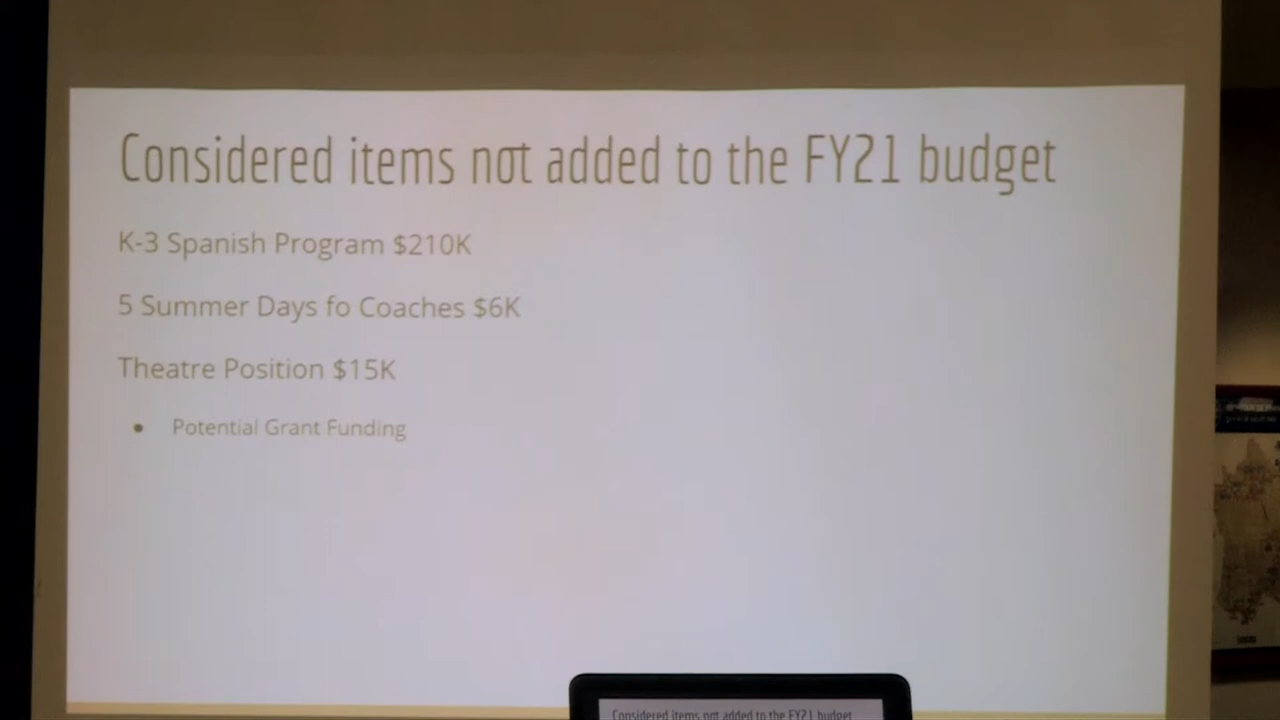 Considered items not added to the FY21 budget
K-3 Spanish Program $210K
5 Summer Days fo Coaches $6K
Theatre Position $15K
• Potential Grant Funding
Considered items not added to the FY21 budget